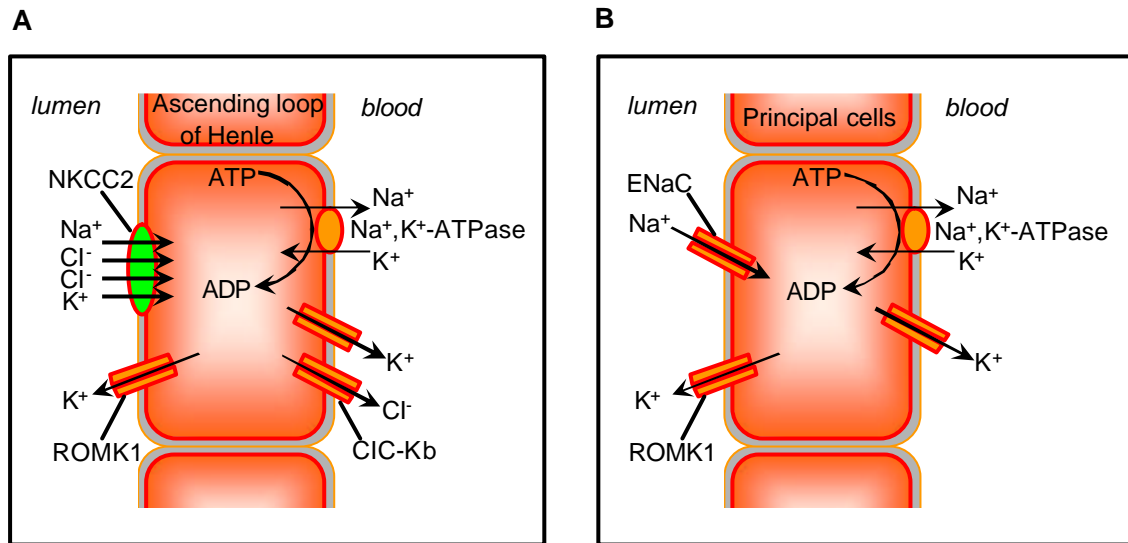 A
lumen
Ascending loop
of Henle
blood
NKCC2
Na⁺
Cl⁻
Cl⁻
K⁺
ATP
ADP
Na⁺
Na⁺,K⁺-ATPase
K⁺
K⁺
Cl⁻
K⁺
ROMK1
ClC-Kb
B
lumen
Principal cells
blood
ENaC
Na⁺
ATP
ADP
Na⁺
Na⁺,K⁺-ATPase
K⁺
K⁺
K⁺
ROMK1